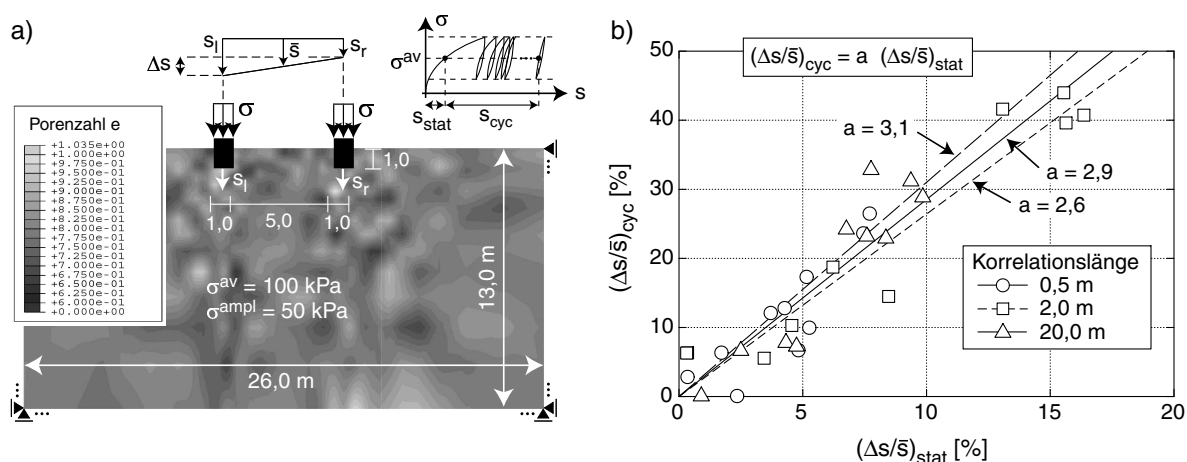 a)
s_l
s̄
s_r
Δs
σ
σ
σ
σ^av
s
s_stat
s_cyc
Porenzahl e
+1.035e+00
+1.000e+00
+9.750e-01
+9.500e-01
+9.250e-01
+9.000e-01
+8.750e-01
+8.500e-01
+8.250e-01
+8.000e-01
+7.750e-01
+7.500e-01
+7.250e-01
+7.000e-01
+6.750e-01
+6.500e-01
+6.250e-01
+6.000e-01
+0.000e+00
1,0
s_l
s_r
1,0
5,0
1,0
σ^av = 100 kPa
σ^ampl = 50 kPa
13,0 m
26,0 m
b)
(Δs/s̄)_cyc = a (Δs/s̄)_stat
50
40
30
20
10
0
(Δs/s̄)_cyc [%]
a = 3,1
a = 2,9
a = 2,6
Korrelationslänge
0,5 m
2,0 m
20,0 m
0
5
10
15
20
(Δs/s̄)_stat [%]